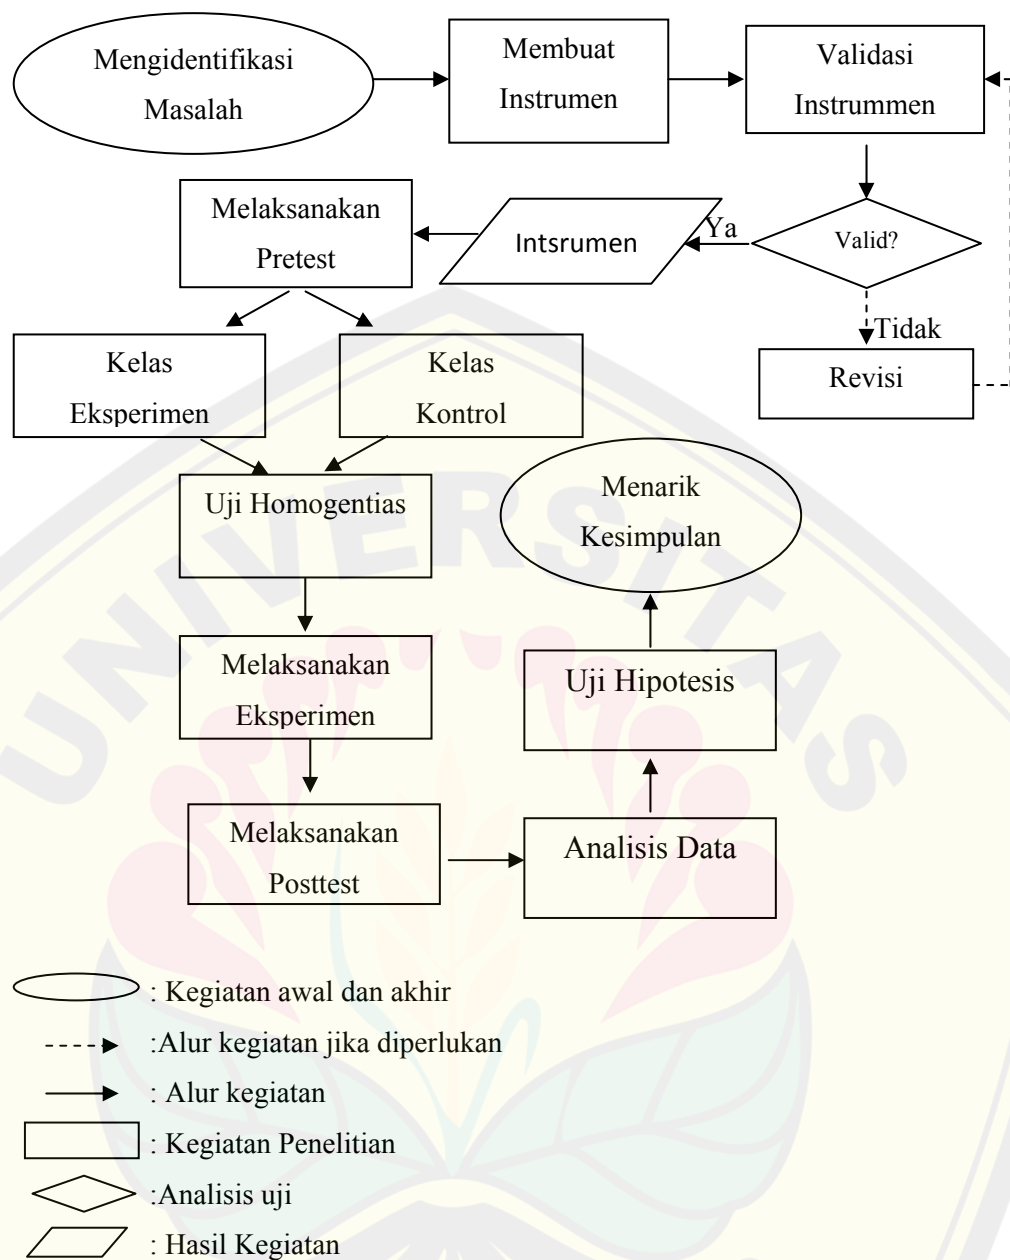 Mengidentifikasi
Masalah
Membuat
Instrumen
Validasi
Instrummen
Melaksanakan
Pretest
Intsrumen
Ya
Valid?
Tidak
Revisi
Kelas
Eksperimen
Kelas
Kontrol
Uji Homogentias
Menarik
Kesimpulan
Melaksanakan
Eksperimen
Uji Hipotesis
Melaksanakan
Posttest
Analisis Data
: Kegiatan awal dan akhir
:Alur kegiatan jika diperlukan
: Alur kegiatan
: Kegiatan Penelitian
:Analisis uji
: Hasil Kegiatan
UNIVERSITAS